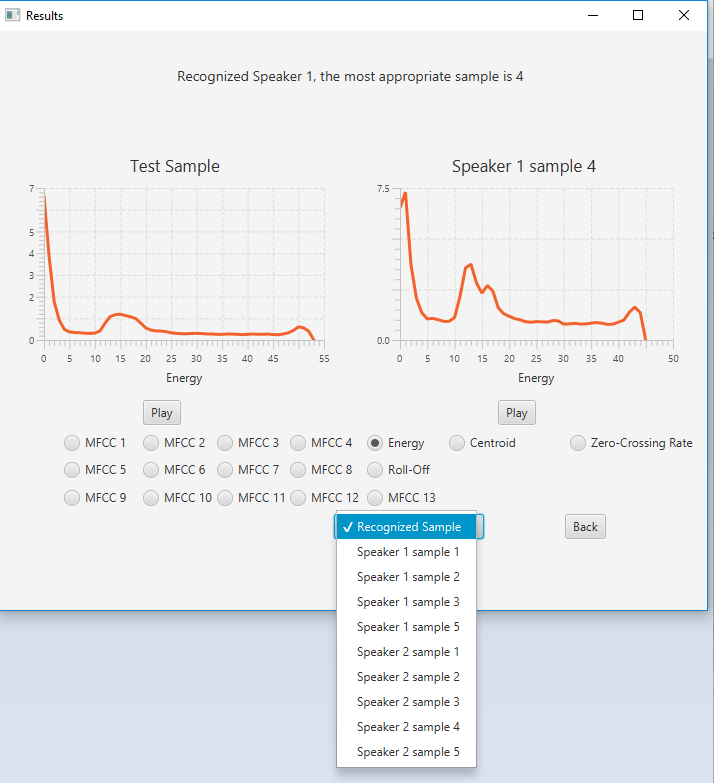 Results
Recognized Speaker 1, the most appropriate sample is 4
Test Sample
Speaker 1 sample 4
7
5
4
3
2
0
0 5 10 15 20 25 30 35 40 45 55
Energy
7.5
0.0
0 5 10 15 20 25 30 35 40 50
Energy
Play
Play
MFCC 1 MFCC 2 MFCC 3 MFCC 4 Energy Centroid Zero-Crossing Rate
MFCC 5 MFCC 6 MFCC 7 MFCC 8 Roll-Off
MFCC 9 MFCC 10 MFCC 11 MFCC 12 MFCC 13
Recognized Sample
Back
Speaker 1 sample 1
Speaker 1 sample 2
Speaker 1 sample 3
Speaker 1 sample 5
Speaker 2 sample 1
Speaker 2 sample 2
Speaker 2 sample 3
Speaker 2 sample 4
Speaker 2 sample 5